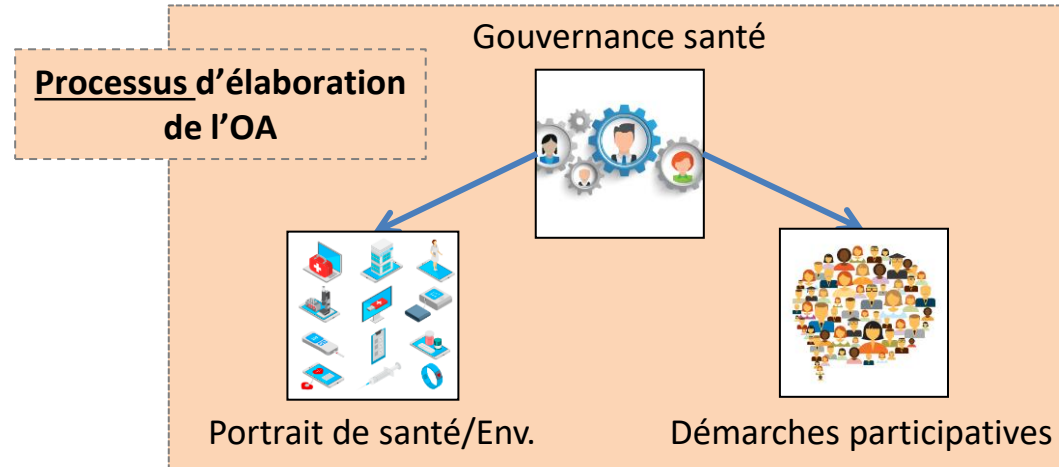 Gouvernance santé
Processus d’élaboration
de l’OA
Portrait de santé/Env.
Démarches participatives